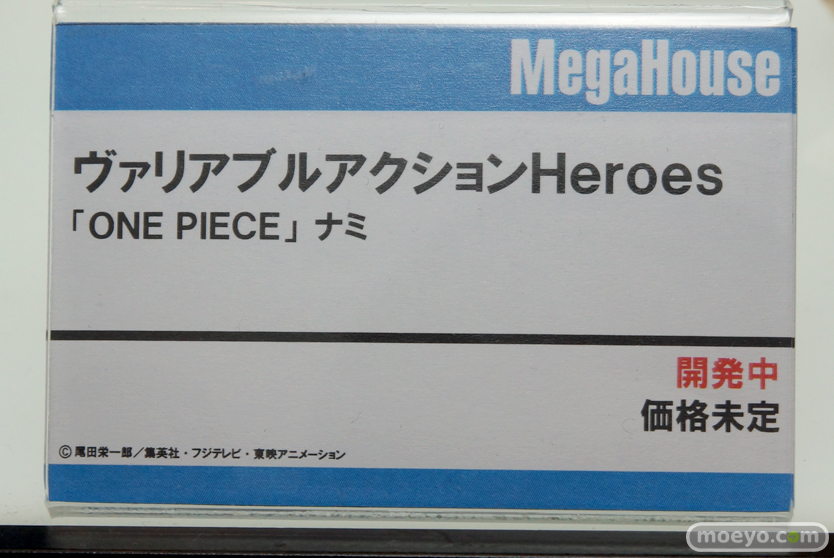 MegaHouse
ヴァリアブルアクションHeroes
「ONE PIECE」ナミ
開発中
価格未定
©尾田栄一郎／集英社・フジテレビ・東映アニメーション
moeyo.com